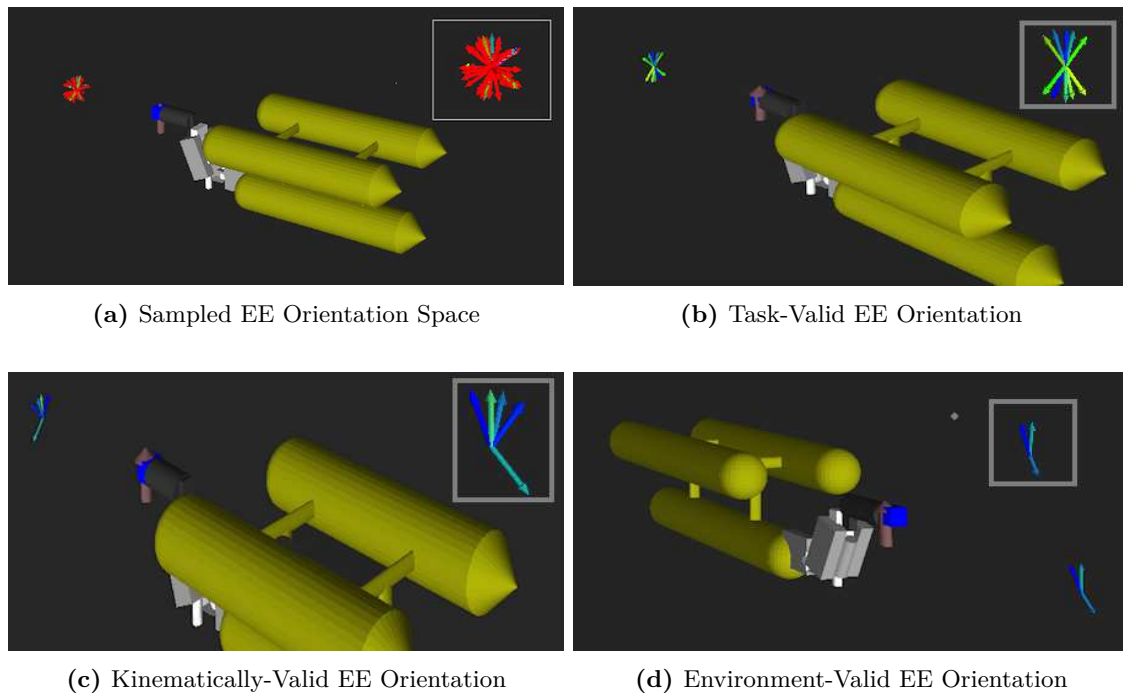 (a) Sampled EE Orientation Space
(b) Task-Valid EE Orientation
(c) Kinematically-Valid EE Orientation
(d) Environment-Valid EE Orientation